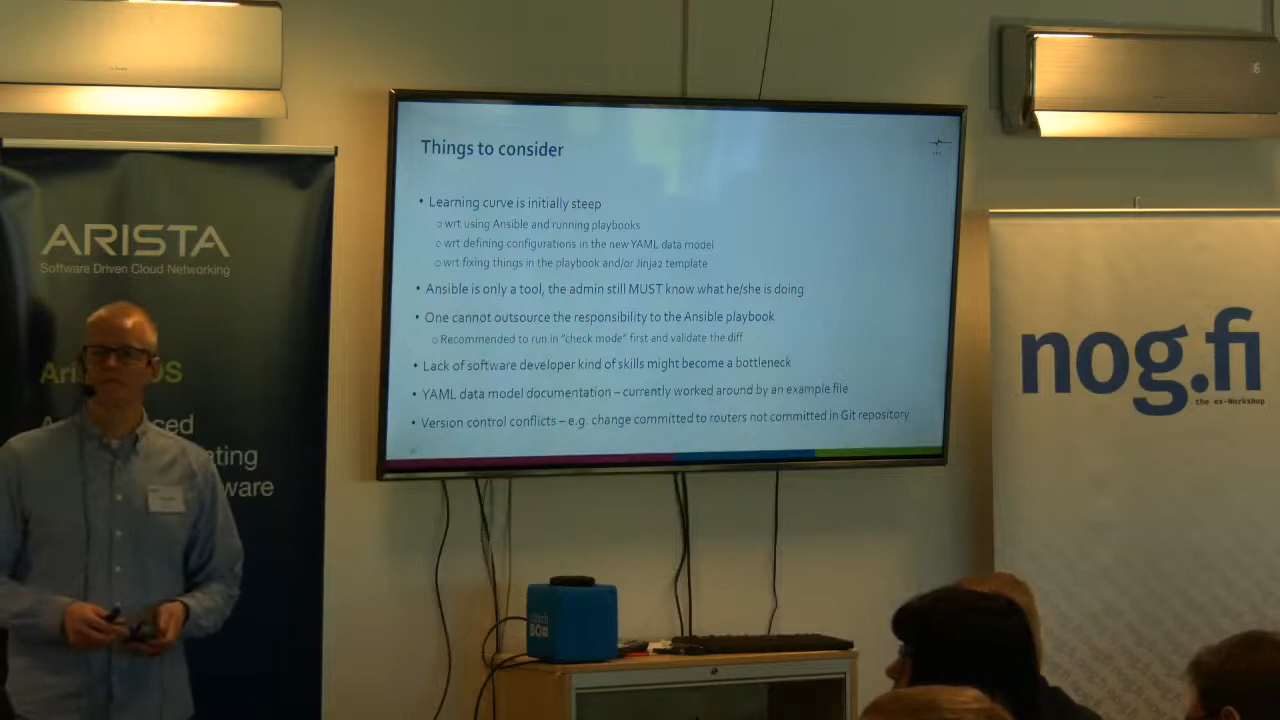 ARISTA
Software Driven Cloud Networking
Things to consider
• Learning curve is initially steep
○ wrt using Ansible and running playbooks
○ wrt defining configurations in the new YAML data model
○ wrt fixing things in the playbook and/or Jinja2 template
• Ansible is only a tool, the admin still MUST know what he/she is doing
• One cannot outsource the responsibility to the Ansible playbook
○ Recommended to run in "check mode" first and validate the diff
• Lack of software developer kind of skills might become a bottleneck
• YAML data model documentation – currently worked around by an example file
• Version control conflicts – e.g. change committed to routers not committed in Git repository
nog.fi
the ex-Workshop
catch
BOX